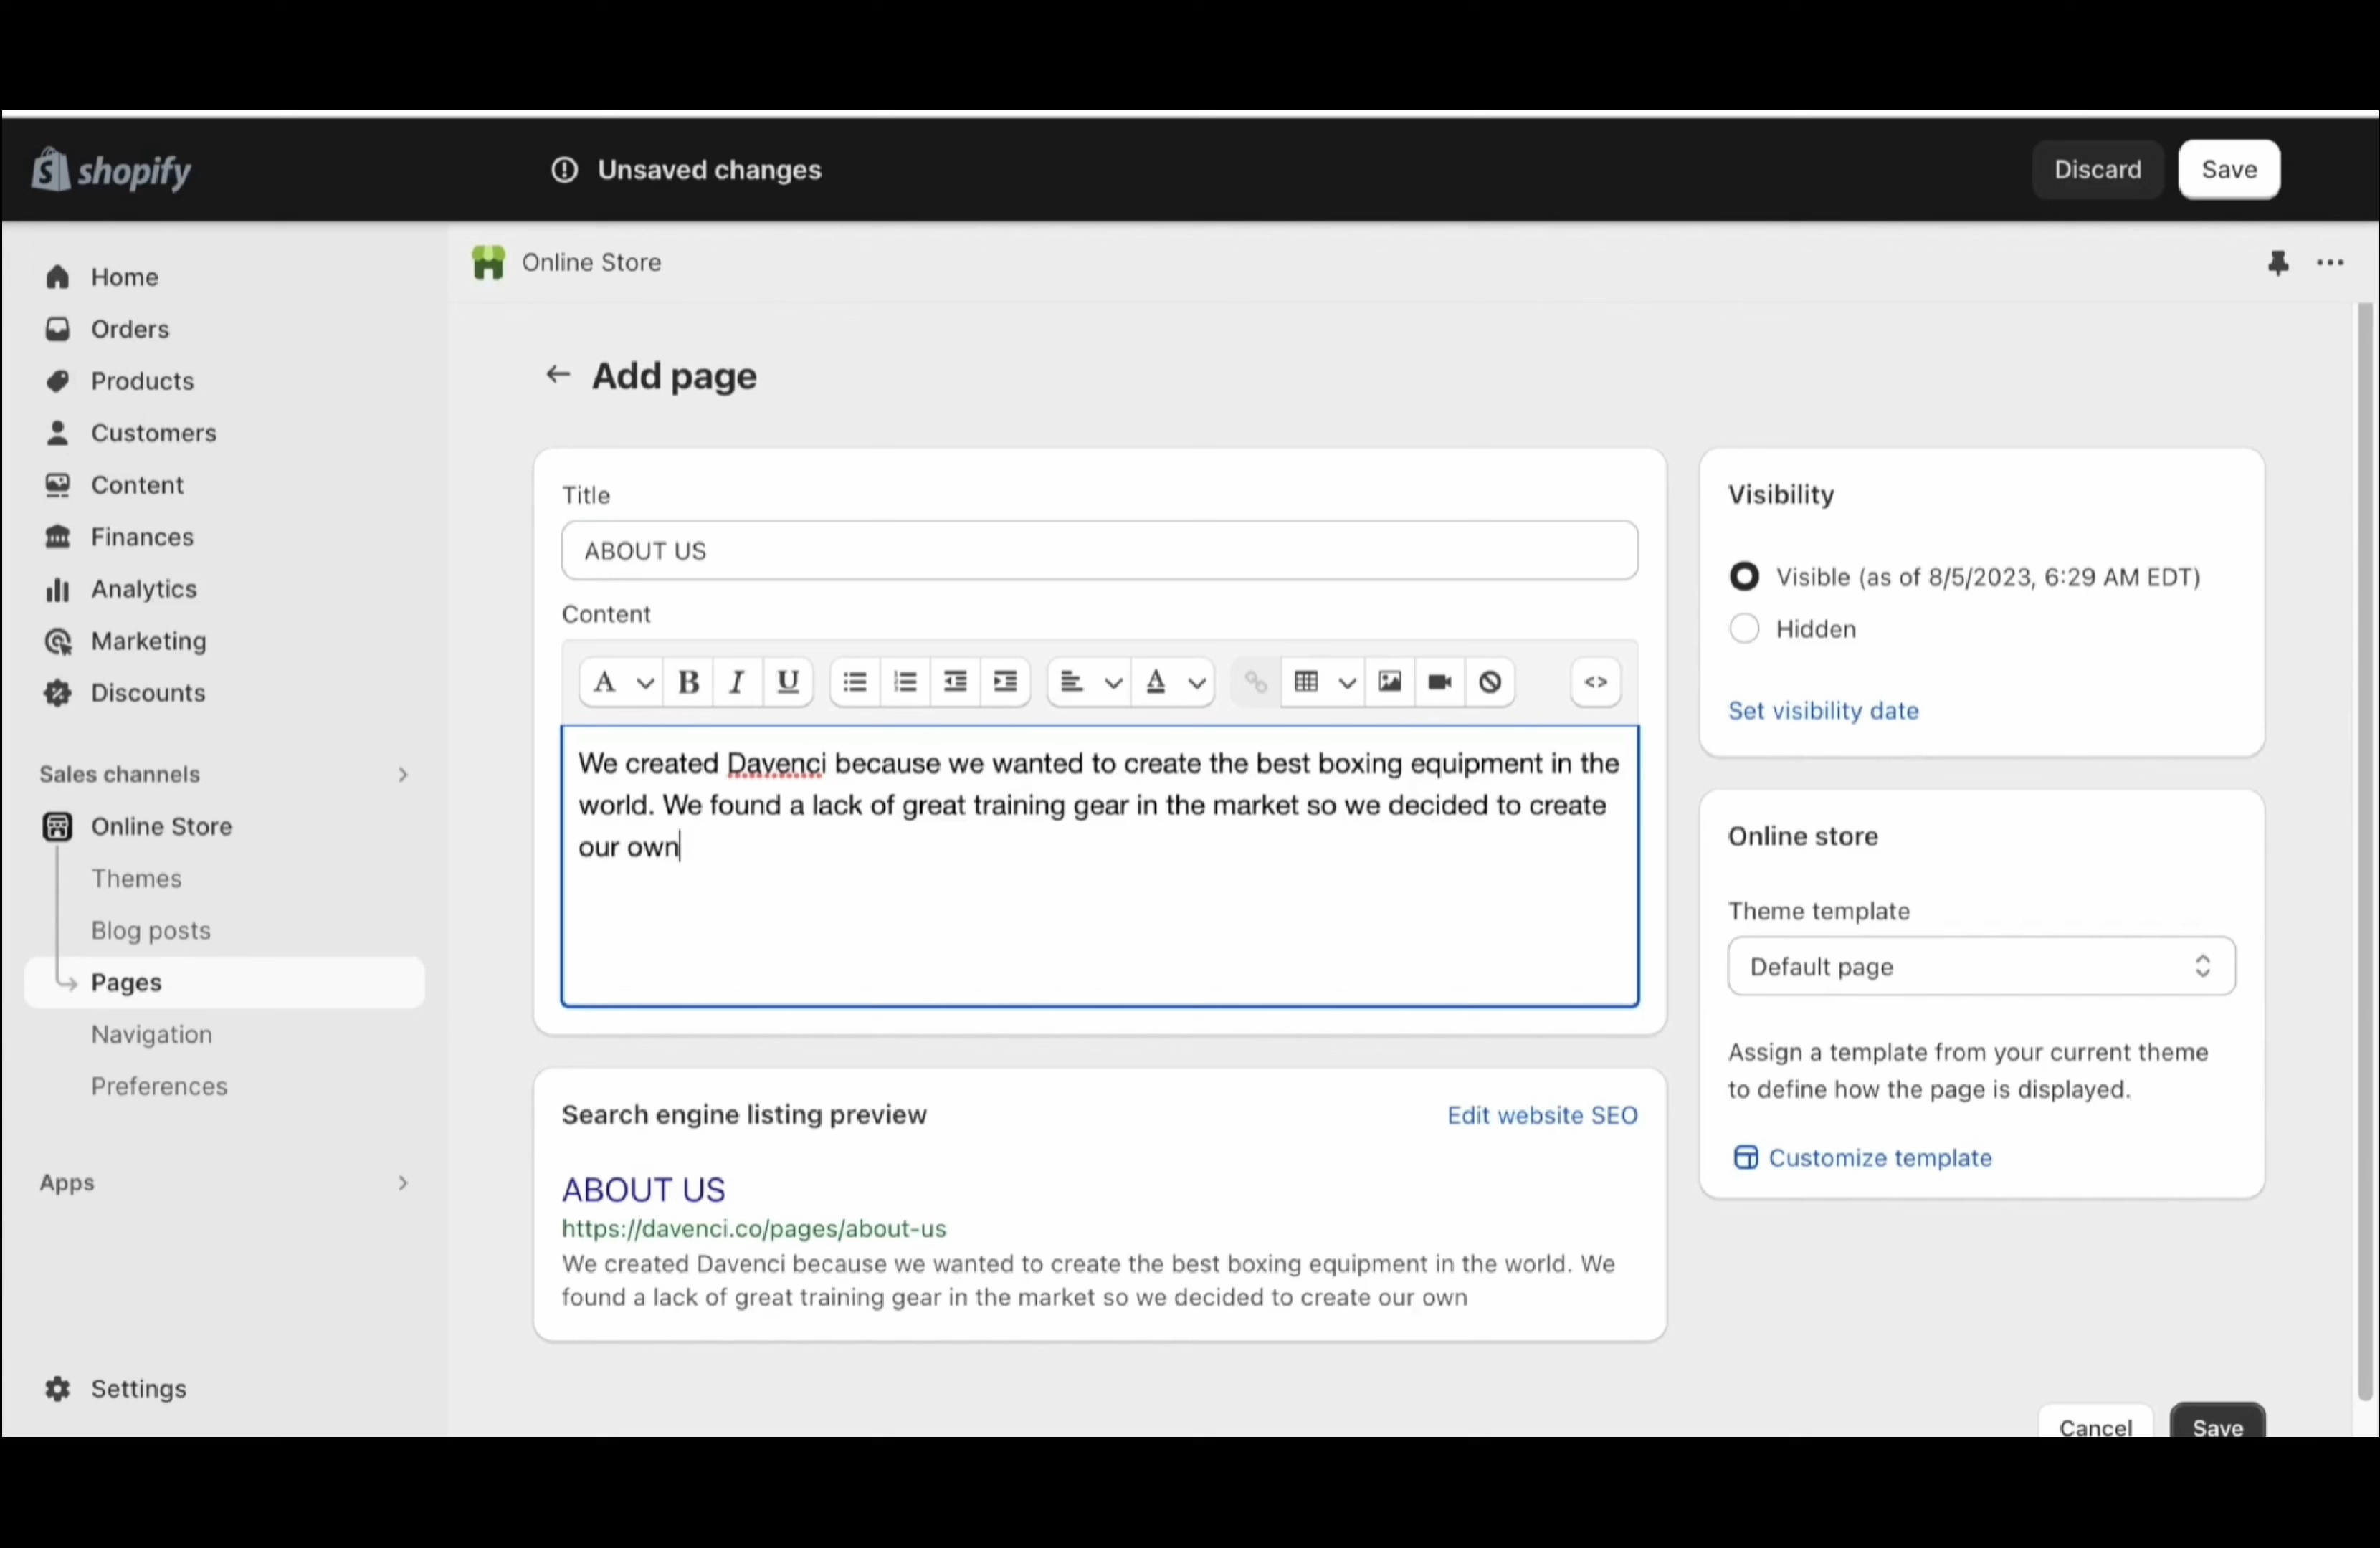 shopify
Unsaved changes
Discard
Save
Home
Orders
Products
Customers
Content
Finances
Analytics
Marketing
Discounts
Sales channels
Online Store
Themes
Blog posts
Pages
Navigation
Preferences
Apps
Settings
Online Store
Add page
Title
ABOUT US
Content
A B I U A <>
We created Davenci because we wanted to create the best boxing equipment in the
world. We found a lack of great training gear in the market so we decided to create
our own
Search engine listing preview
Edit website SEO
ABOUT US
https://davenci.co/pages/about-us
We created Davenci because we wanted to create the best boxing equipment in the world. We
found a lack of great training gear in the market so we decided to create our own
Visibility
Visible (as of 8/5/2023, 6:29 AM EDT)
Hidden
Set visibility date
Online store
Theme template
Default page
Assign a template from your current theme
to define how the page is displayed.
Customize template
Cancel
Save